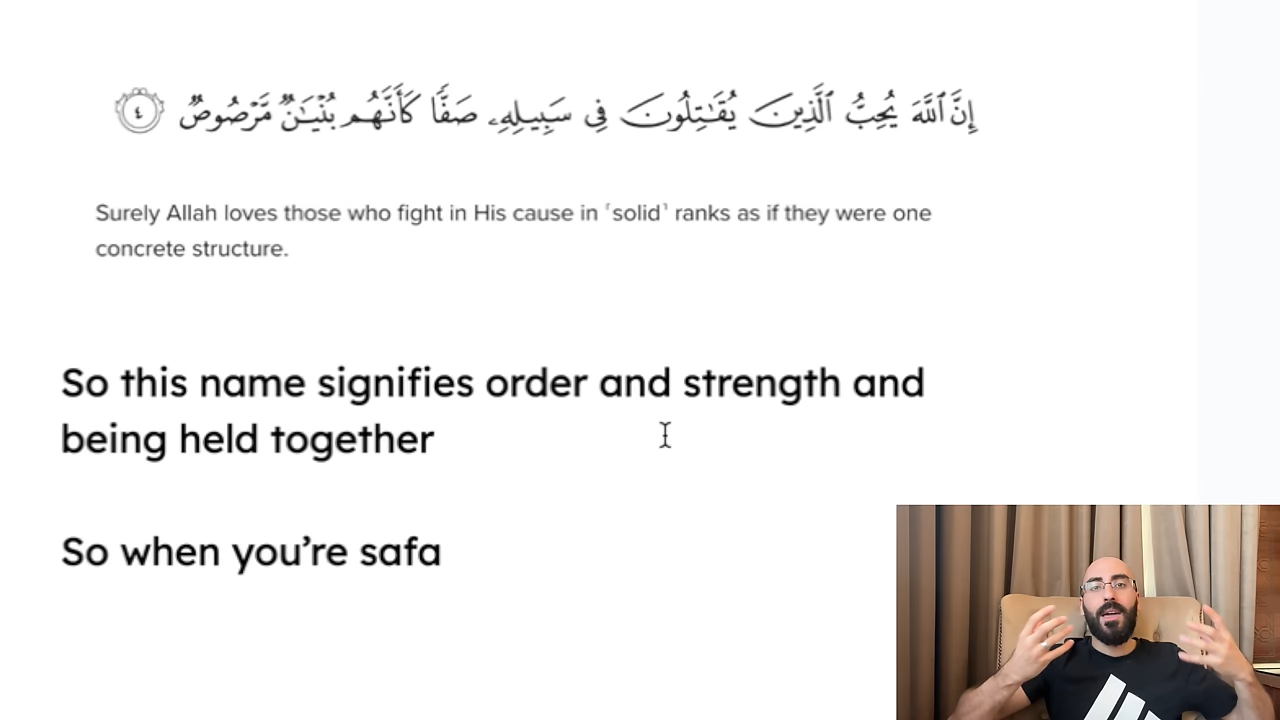 إِنَّ ٱللَّهَ يُحِبُّ ٱلَّذِينَ يُقَـٰتِلُونَ فِى سَبِيلِهِۦ صَفًّا كَأَنَّهُم بُنْيَـٰنٌ مَّرْصُوصٌ ٤
Surely Allah loves those who fight in His cause in ˹solid˺ ranks as if they were one
concrete structure.
So this name signifies order and strength and
being held together
So when you’re safa